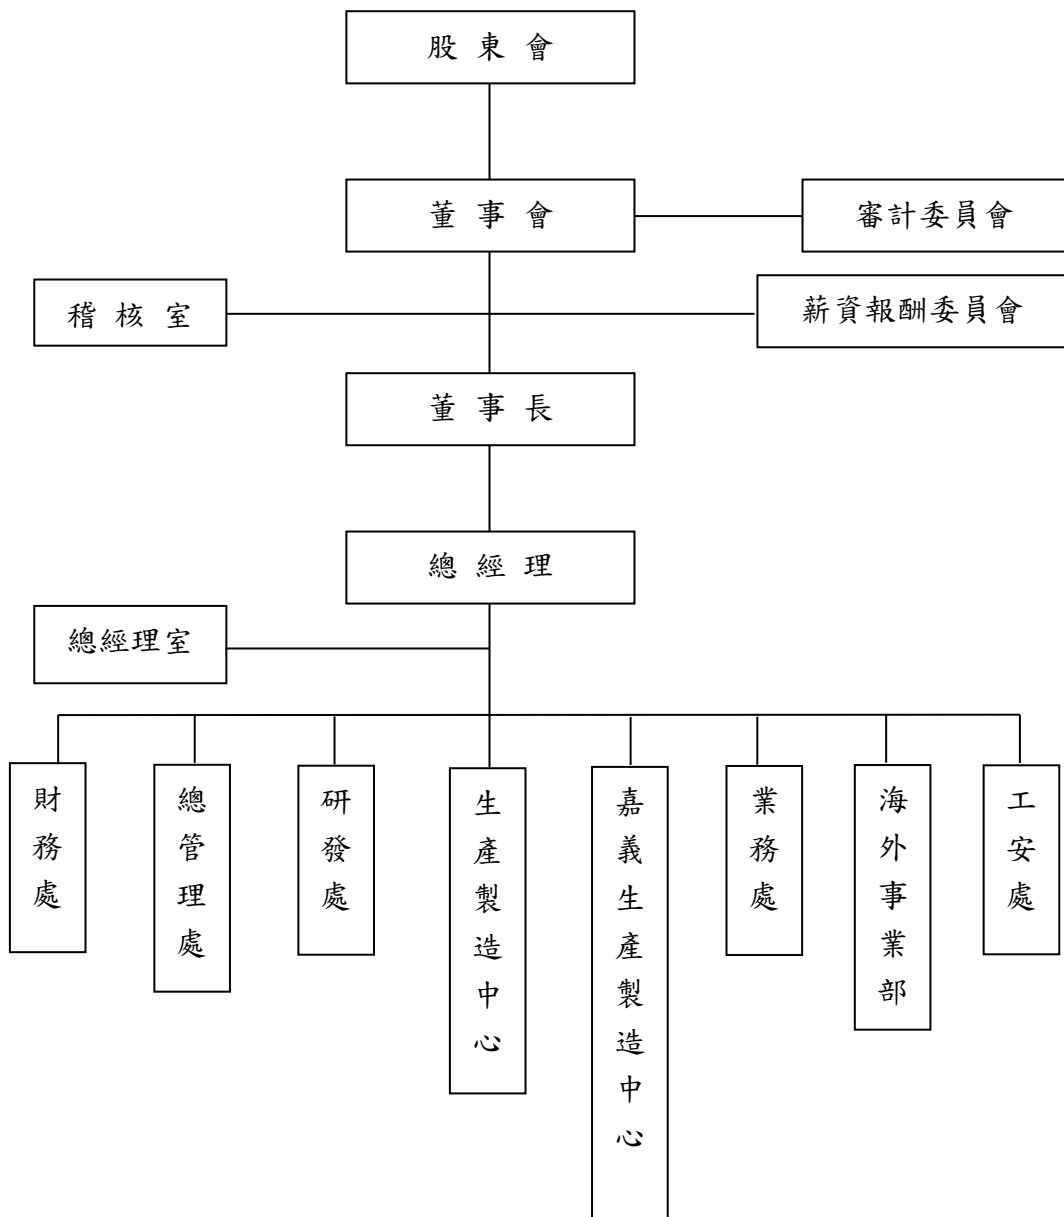 股東會
董事會
審計委員會
稽核室
薪資報酬委員會
董事長
總經理
總經理室
財務處
總管理處
研發處
生產製造中心
嘉義生產製造中心
業務處
海外事業部
工安處